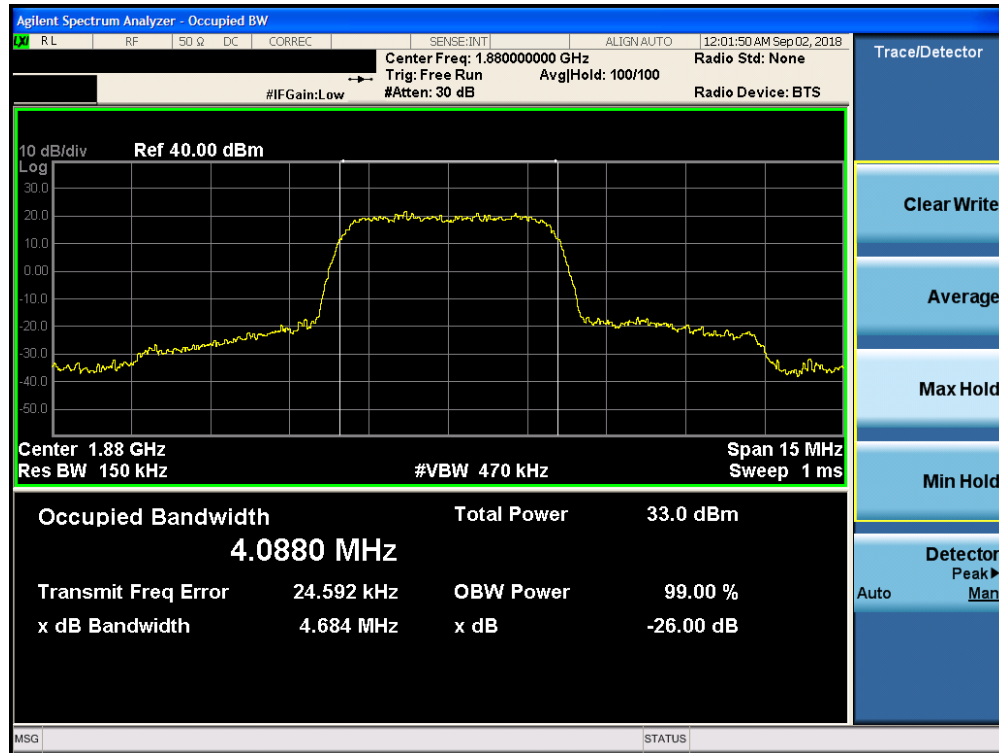 Agilent Spectrum Analyzer - Occupied BW
LXI RL RF 50 Ω DC CORREC SENSE:INT ALIGN AUTO 12:01:50 AM Sep 02, 2018
Center Freq: 1.880000000 GHz Radio Std: None
Trig: Free Run Avg|Hold: 100/100
#IFGain:Low #Atten: 30 dB Radio Device: BTS
10 dB/div Ref 40.00 dBm
Log
30.0
20.0
10.0
0.00
-10.0
-20.0
-30.0
-40.0
-50.0
Center 1.88 GHz Span 15 MHz
Res BW 150 kHz #VBW 470 kHz Sweep 1 ms
Occupied Bandwidth Total Power 33.0 dBm
4.0880 MHz
Transmit Freq Error 24.592 kHz OBW Power 99.00 %
x dB Bandwidth 4.684 MHz x dB -26.00 dB
MSG STATUS
Trace/Detector
Clear Write
Average
Max Hold
Min Hold
Detector
Peak▶
Auto Man